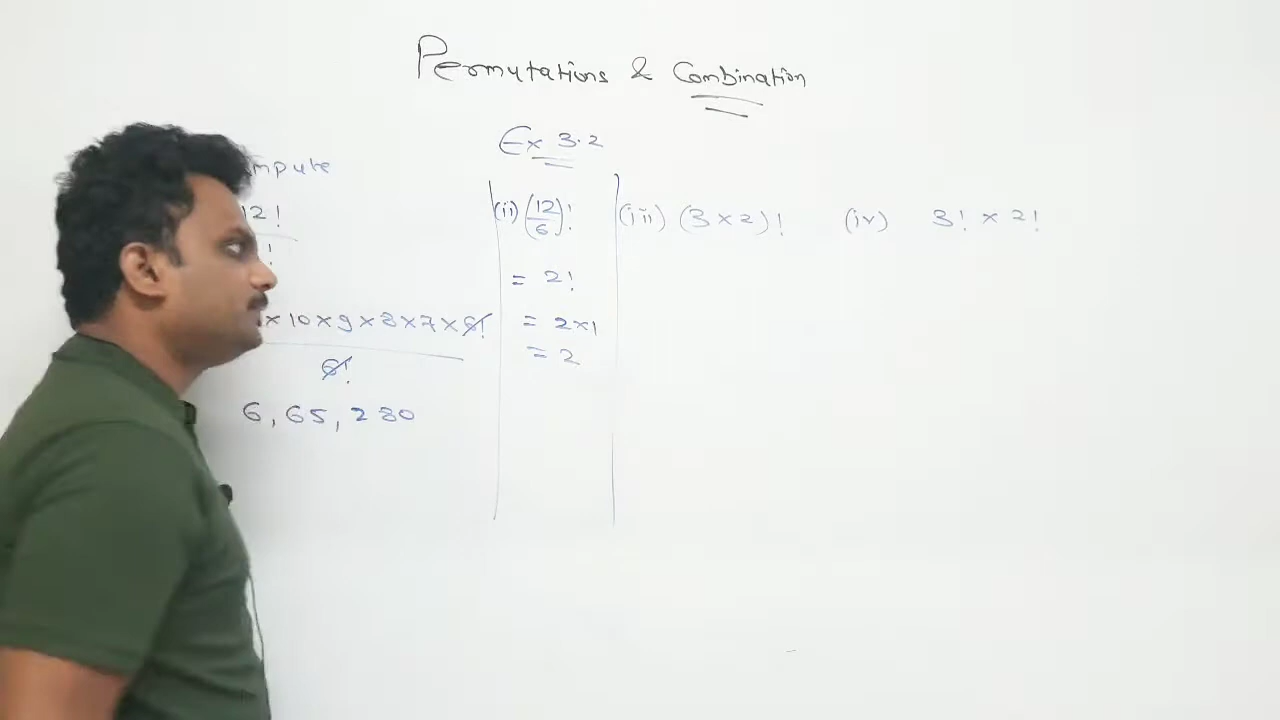 Permutations & Combination
Ex 3.2
12!
(ii) (12/6)!
(iii) (3 × 2)!
(iv) 3! × 2!
!
= 2!
× 10 × 9 × 8 × 7 × 6!
= 2×1
6!
= 2
6,65,280